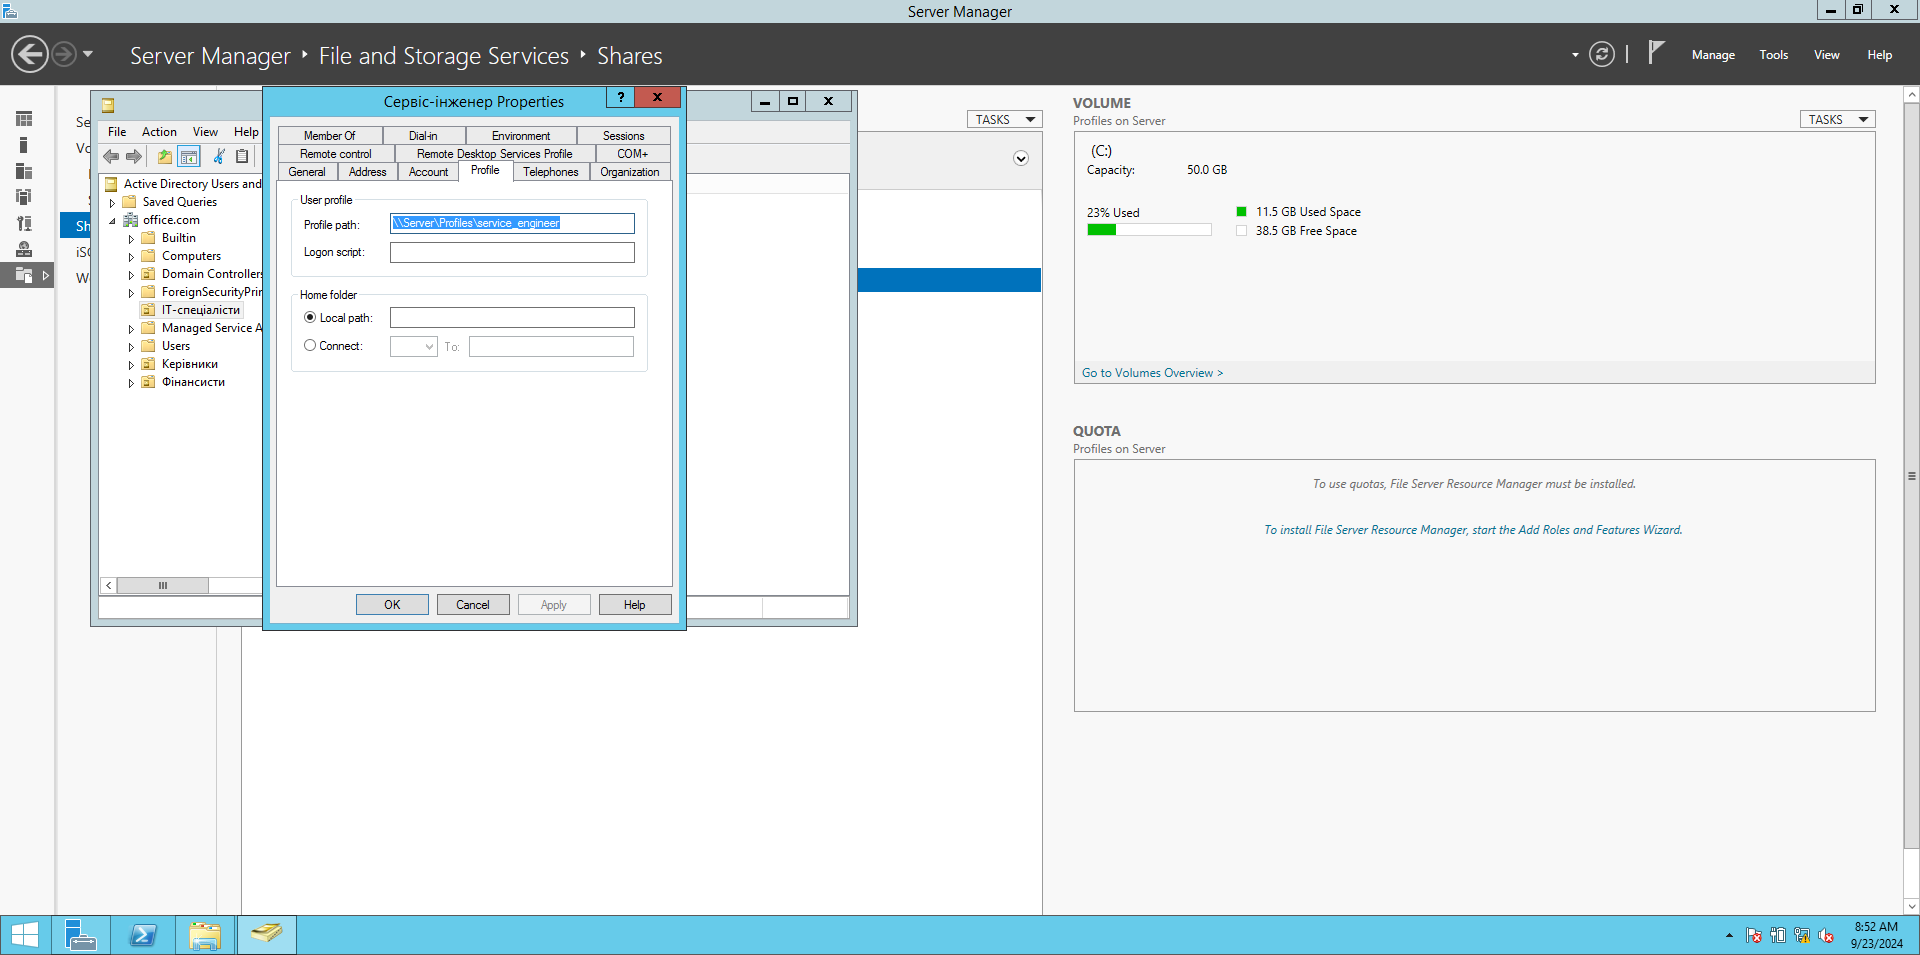 Server Manager
Server Manager ‣ File and Storage Services ‣ Shares
Manage
Tools
View
Help
Se
Vo
Sh
iSC
Wo
File
Action
View
Help
Active Directory Users and
Saved Queries
office.com
Builtin
Computers
Domain Controllers
ForeignSecurityPrin
ІТ-спеціалісти
Managed Service A
Users
Керівники
Фінансисти
Сервіс-інженер Properties
?
Member Of
Dial-in
Environment
Sessions
Remote control
Remote Desktop Services Profile
COM+
General
Address
Account
Profile
Telephones
Organization
User profile
Profile path:
\\Server\Profiles\service_engineer
Logon script:
Home folder
Local path:
Connect:
To:
OK
Cancel
Apply
Help
TASKS
VOLUME
Profiles on Server
TASKS
(C:)
Capacity:
50.0 GB
23% Used
11.5 GB Used Space
38.5 GB Free Space
Go to Volumes Overview >
QUOTA
Profiles on Server
To use quotas, File Server Resource Manager must be installed.
To install File Server Resource Manager, start the Add Roles and Features Wizard.
8:52 AM
9/23/2024